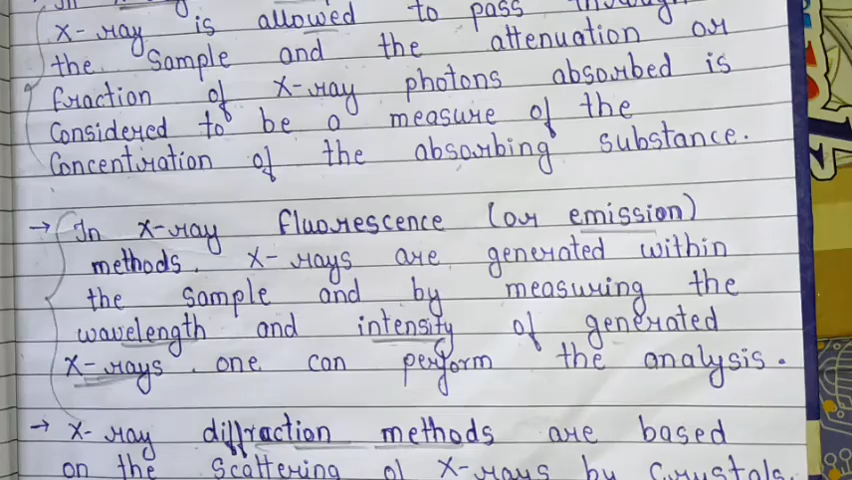 In
x-ray is allowed to pass through
the sample and the attenuation or
fraction of x-ray photons absorbed is
Considered to be a measure of the
Concentration of the absorbing substance.
→ In x-ray fluorescence (or emission)
methods. x-rays are generated within
the sample and by measuring the
wavelength and intensity of generated
x-rays. one can perform the analysis.
→ x-ray diffraction methods are based
on the scattering of x-rays by crystals.